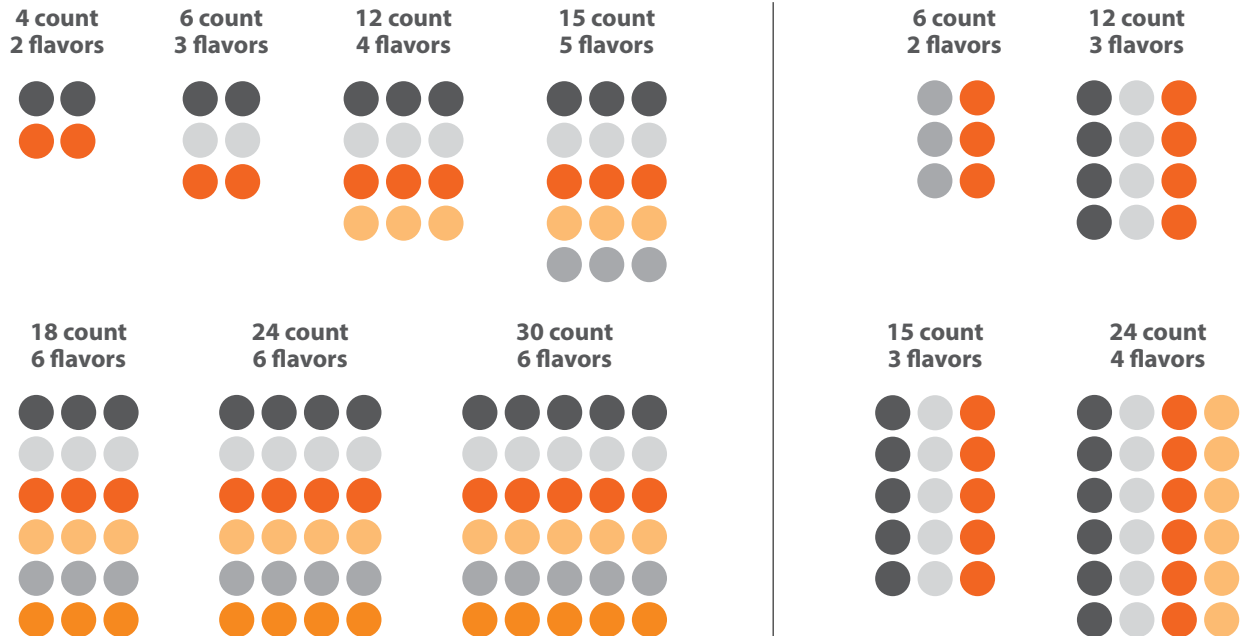 4 count
2 flavors
6 count
3 flavors
12 count
4 flavors
15 count
5 flavors
6 count
2 flavors
12 count
3 flavors
18 count
6 flavors
24 count
6 flavors
30 count
6 flavors
15 count
3 flavors
24 count
4 flavors